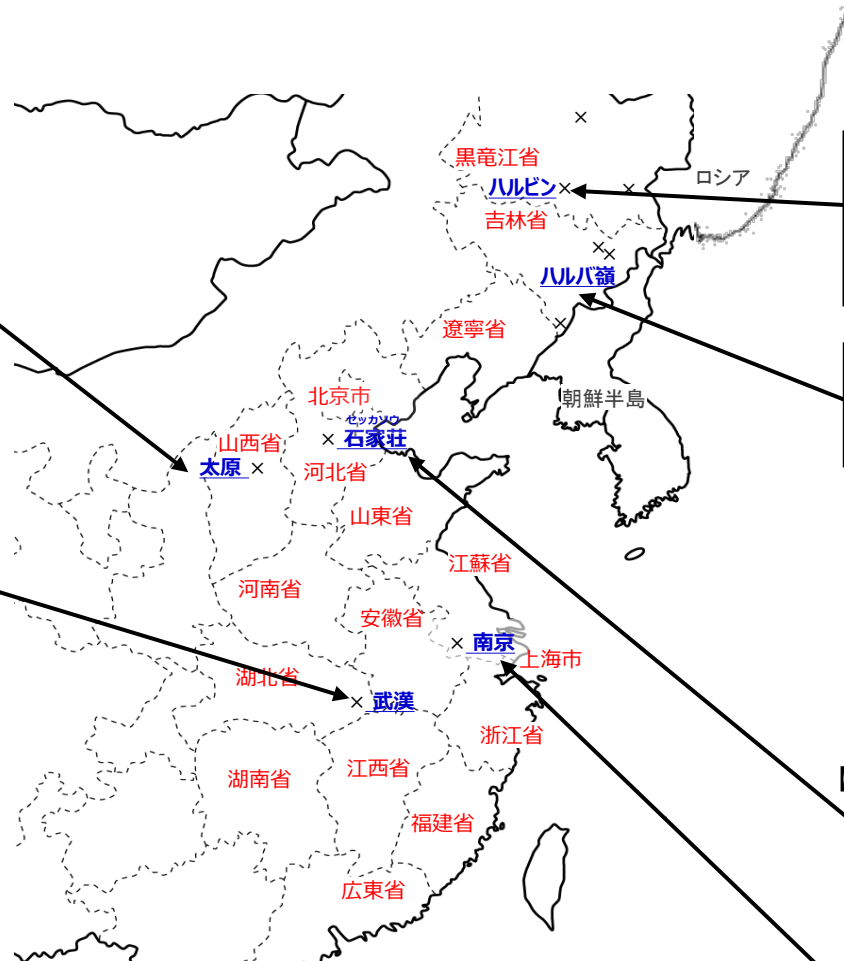 黒竜江省
ロシア
ハルビン
吉林省
ハルバ嶺
遼寧省
北京市
朝鮮半島
セッカソウ
石家荘
山西省
太原
河北省
山東省
江蘇省
河南省
安徽省
南京
上海市
湖北省
武漢
浙江省
江西省
湖南省
福建省
広東省